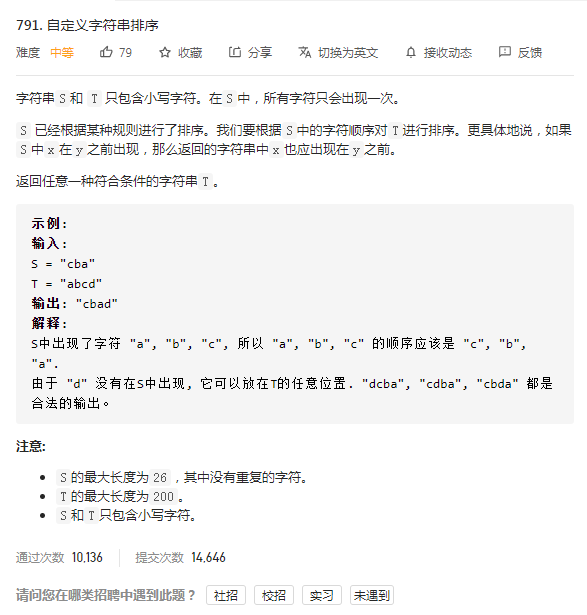 791. 自定义字符串排序
难度 中等 79 收藏 分享 切换为英文 接收动态 反馈
字符串 S 和 T 只包含小写字符。在 S 中，所有字符只会出现一次。
S 已经根据某种规则进行了排序。我们要根据 S 中的字符顺序对 T 进行排序。更具体地说，如果
S 中 x 在 y 之前出现，那么返回的字符串中 x 也应出现在 y 之前。
返回任意一种符合条件的字符串 T 。
示例:
输入:
S = "cba"
T = "abcd"
输出: "cbad"
解释:
S中出现了字符 "a", "b", "c", 所以 "a", "b", "c" 的顺序应该是 "c", "b",
"a".
由于 "d" 没有在S中出现, 它可以放在T的任意位置. "dcba", "cdba", "cbda" 都是
合法的输出。
注意:
• S 的最大长度为 26 ，其中没有重复的字符。
• T 的最大长度为 200 。
• S 和 T 只包含小写字符。
通过次数 10,136 提交次数 14,646
请问您在哪类招聘中遇到此题？ 社招 校招 实习 未遇到